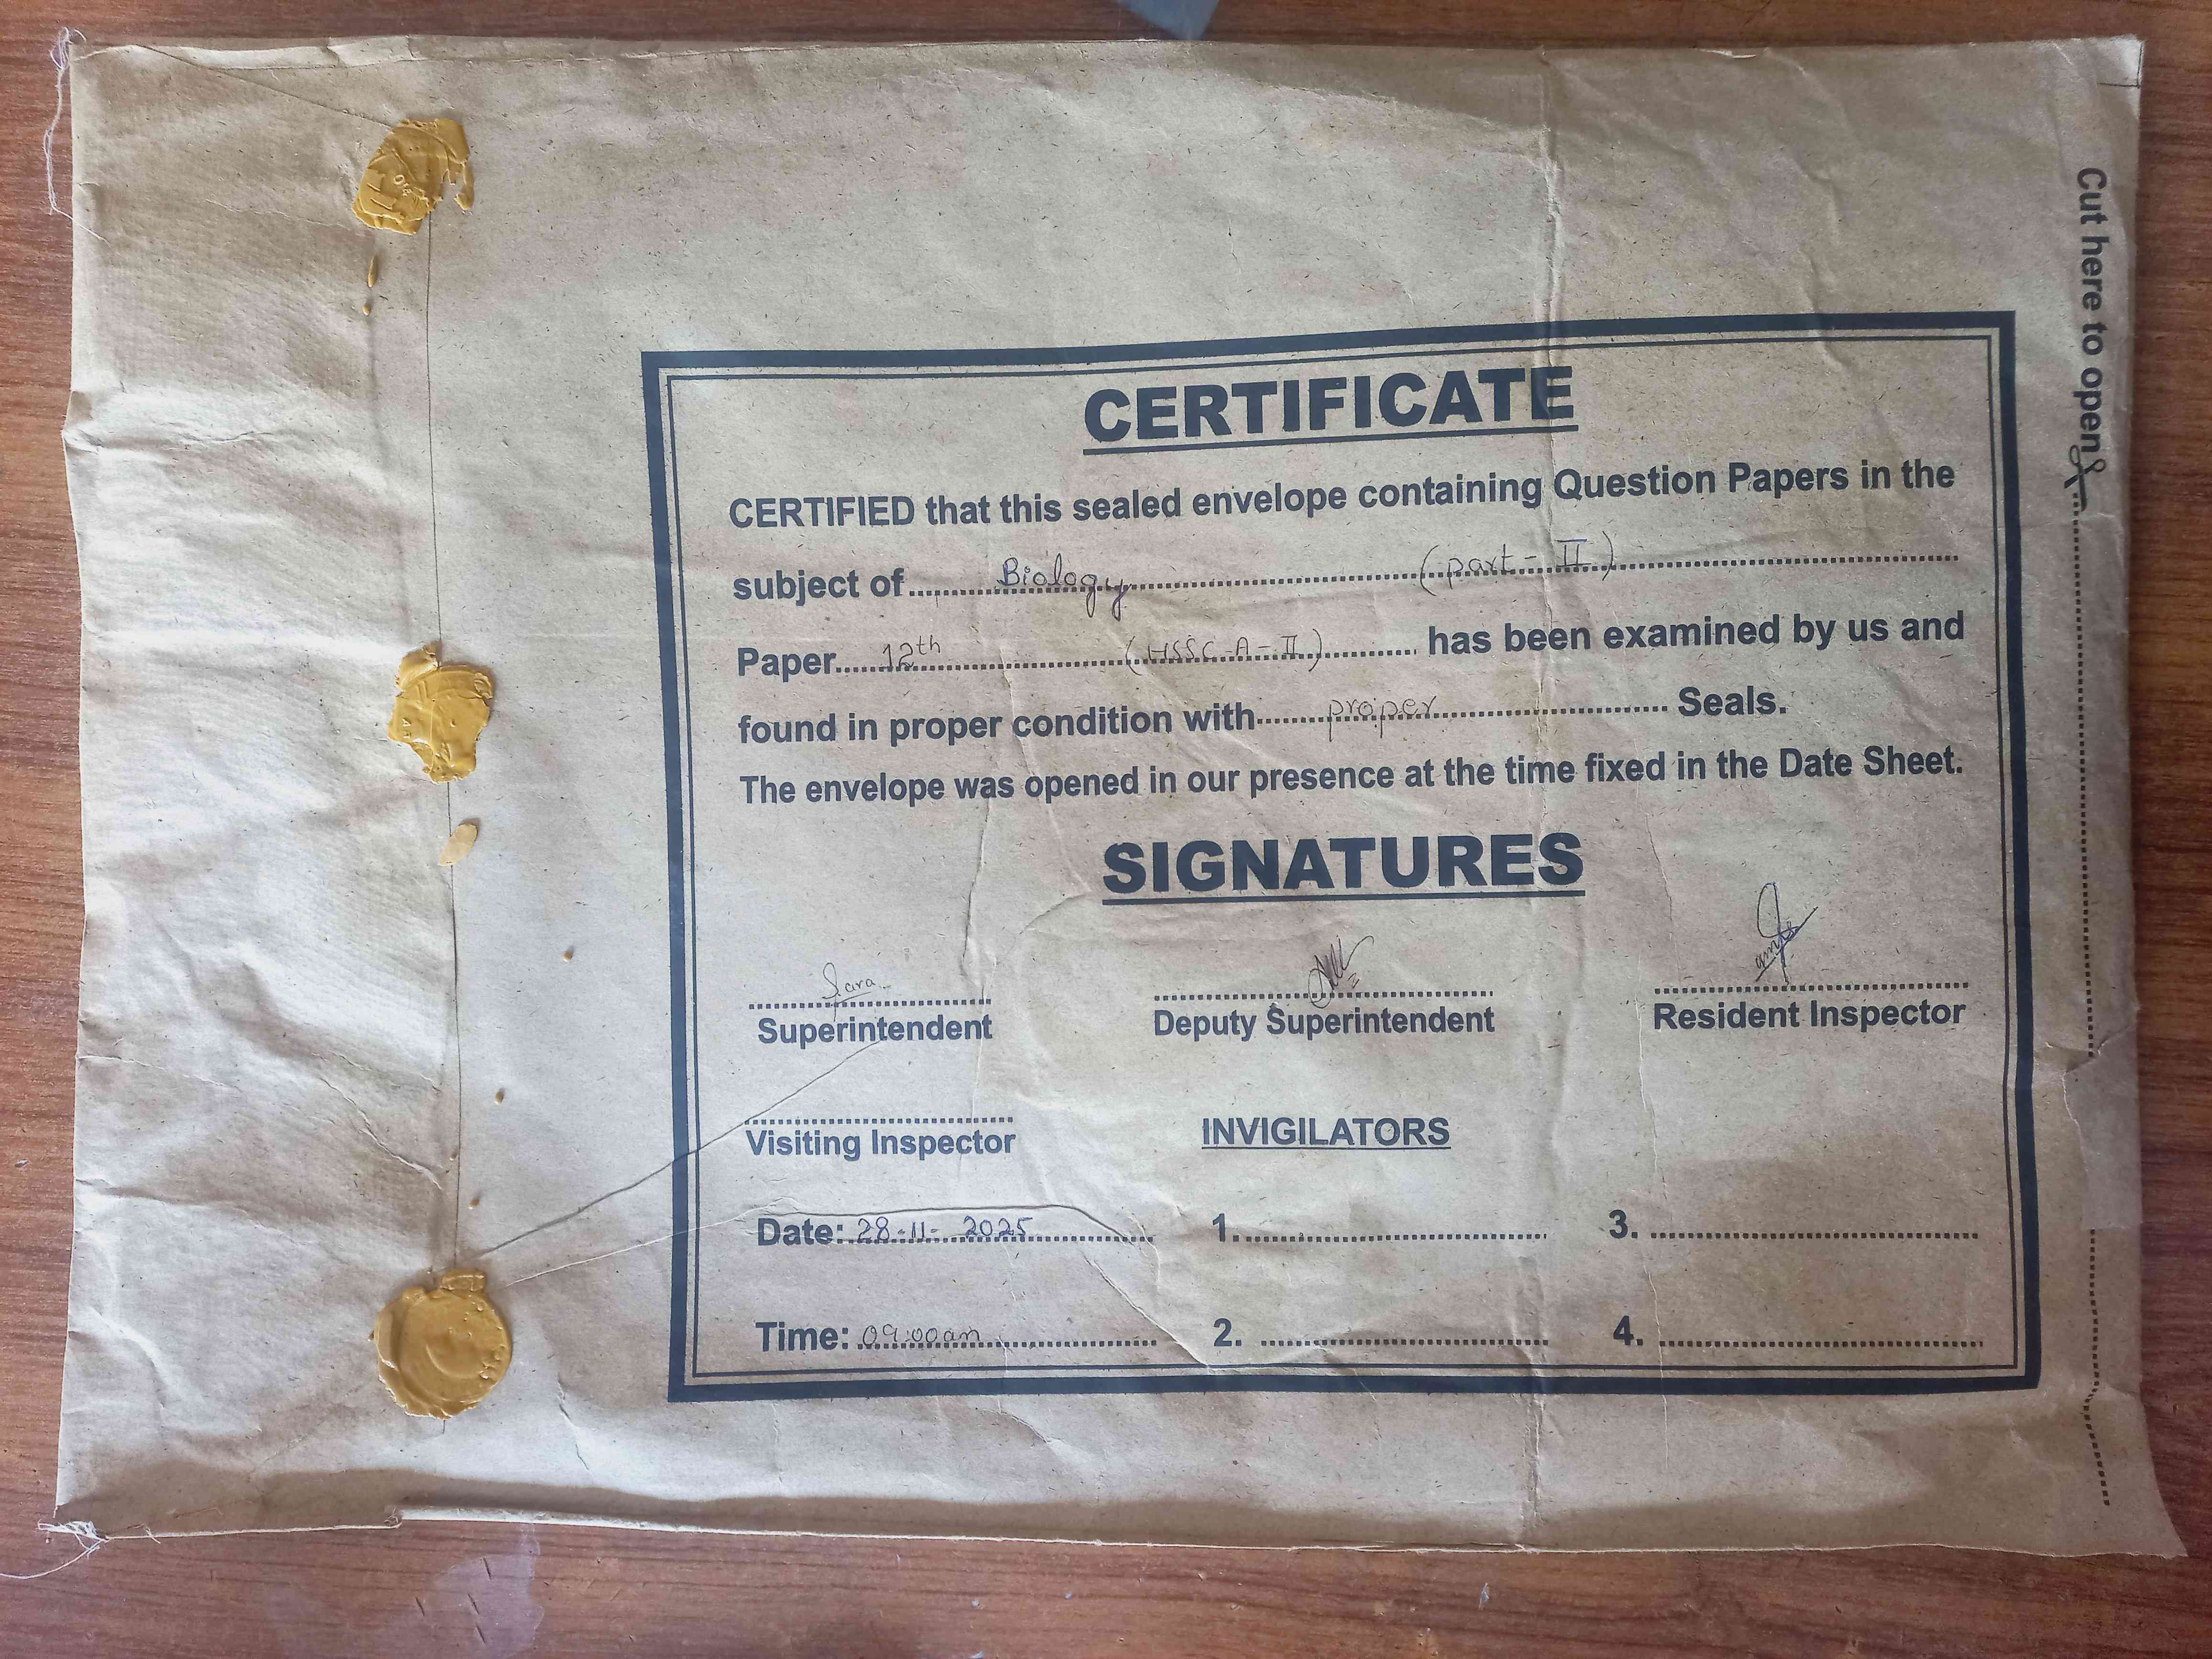 Cut here to open
CERTIFICATE
CERTIFIED that this sealed envelope containing Question Papers in the
subject of Biology (part - II)
Paper 12th (HSSC-A-II) has been examined by us and
found in proper condition with proper Seals.
The envelope was opened in our presence at the time fixed in the Date Sheet.
SIGNATURES
Sara
Superintendent Deputy Superintendent Resident Inspector
Visiting Inspector INVIGILATORS
Date: 28-11-2025 1. 3.
Time: 09:00am 2. 4.